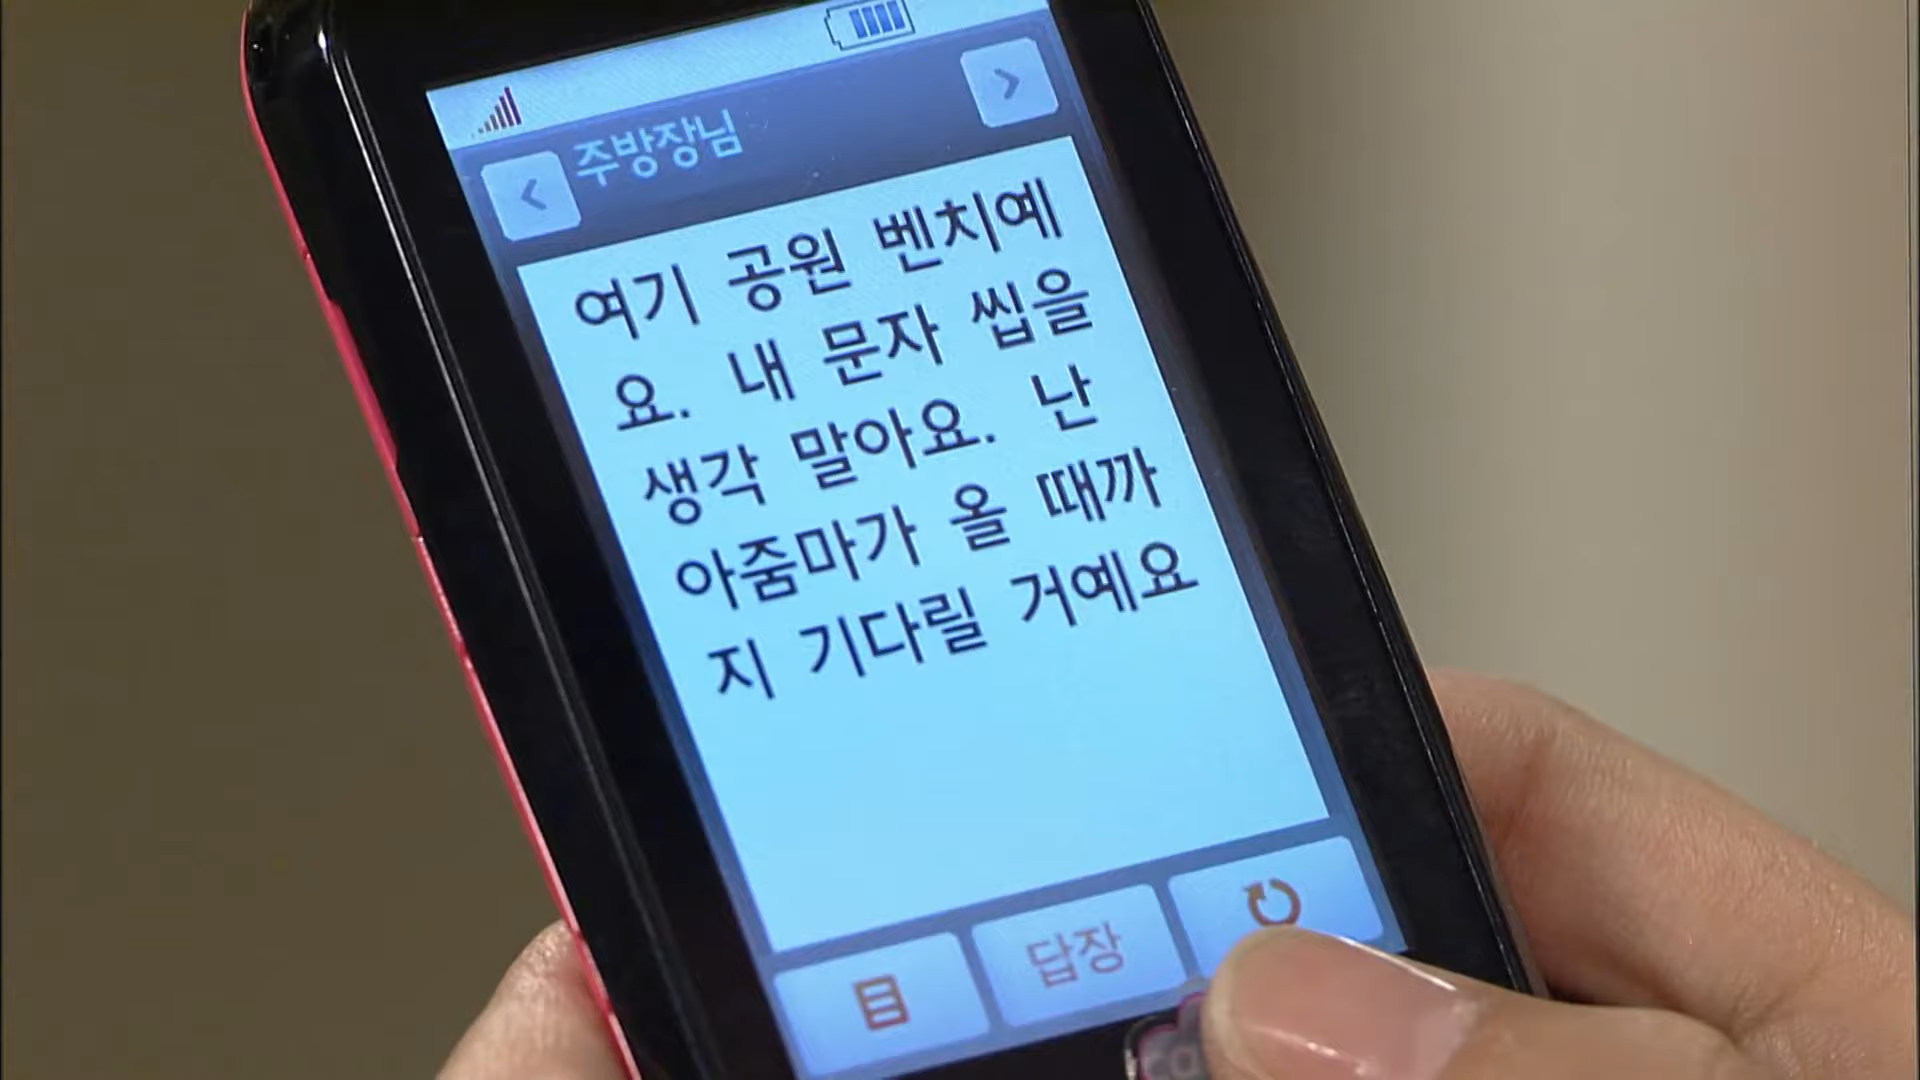 주방장님
여기 공원 벤치예
요. 내 문자 씹을
생각 말아요. 난
아줌마가 올 때까
지 기다릴 거예요
답장